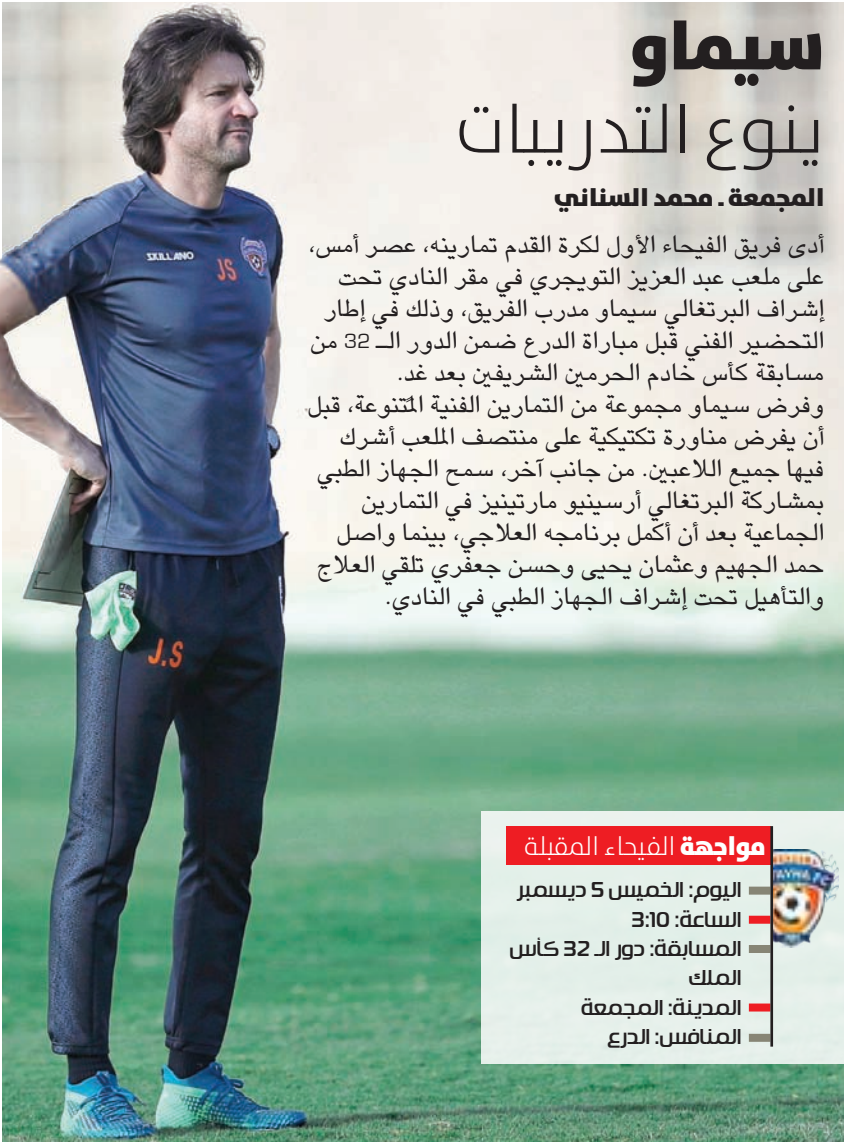 سيماو
ينوع التدريبات
المجمعة ـ محمد السناني
أدى فريق الفيحاء الأول لكرة القدم تمارينه، عصر أمس،
على ملعب عبد العزيز التويجري في مقر النادي تحت
إشراف البرتغالي سيماو مدرب الفريق، وذلك في إطار
التحضير الفني قبل مباراة الدرع ضمن الدور الــ 32 من
مسابقة كأس خادم الحرمين الشريفين بعد غد.
وفرض سيماو مجموعة من التمارين الفنية المتنوعة، قبل
أن يفرض مناورة تكتيكية على منتصف الملعب أشرك
فيها جميع اللاعبين. من جانب آخر، سمح الجهاز الطبي
بمشاركة البرتغالي أرسينيو مارتينيز في التمارين
الجماعية بعد أن أكمل برنامجه العلاجي، بينما واصل
حمد الجهيم وعثمان يحيى وحسن جعفري تلقي العلاج
والتأهيل تحت إشراف الجهاز الطبي في النادي.
SKILLANO
JS
J.S
مواجهة الفيحاء المقبلة
اليوم: الخميس 5 ديسمبر
الساعة: 3:10
المسابقة: دور الـ 32 كأس
الملك
المدينة: المجمعة
المنافس: الدرع